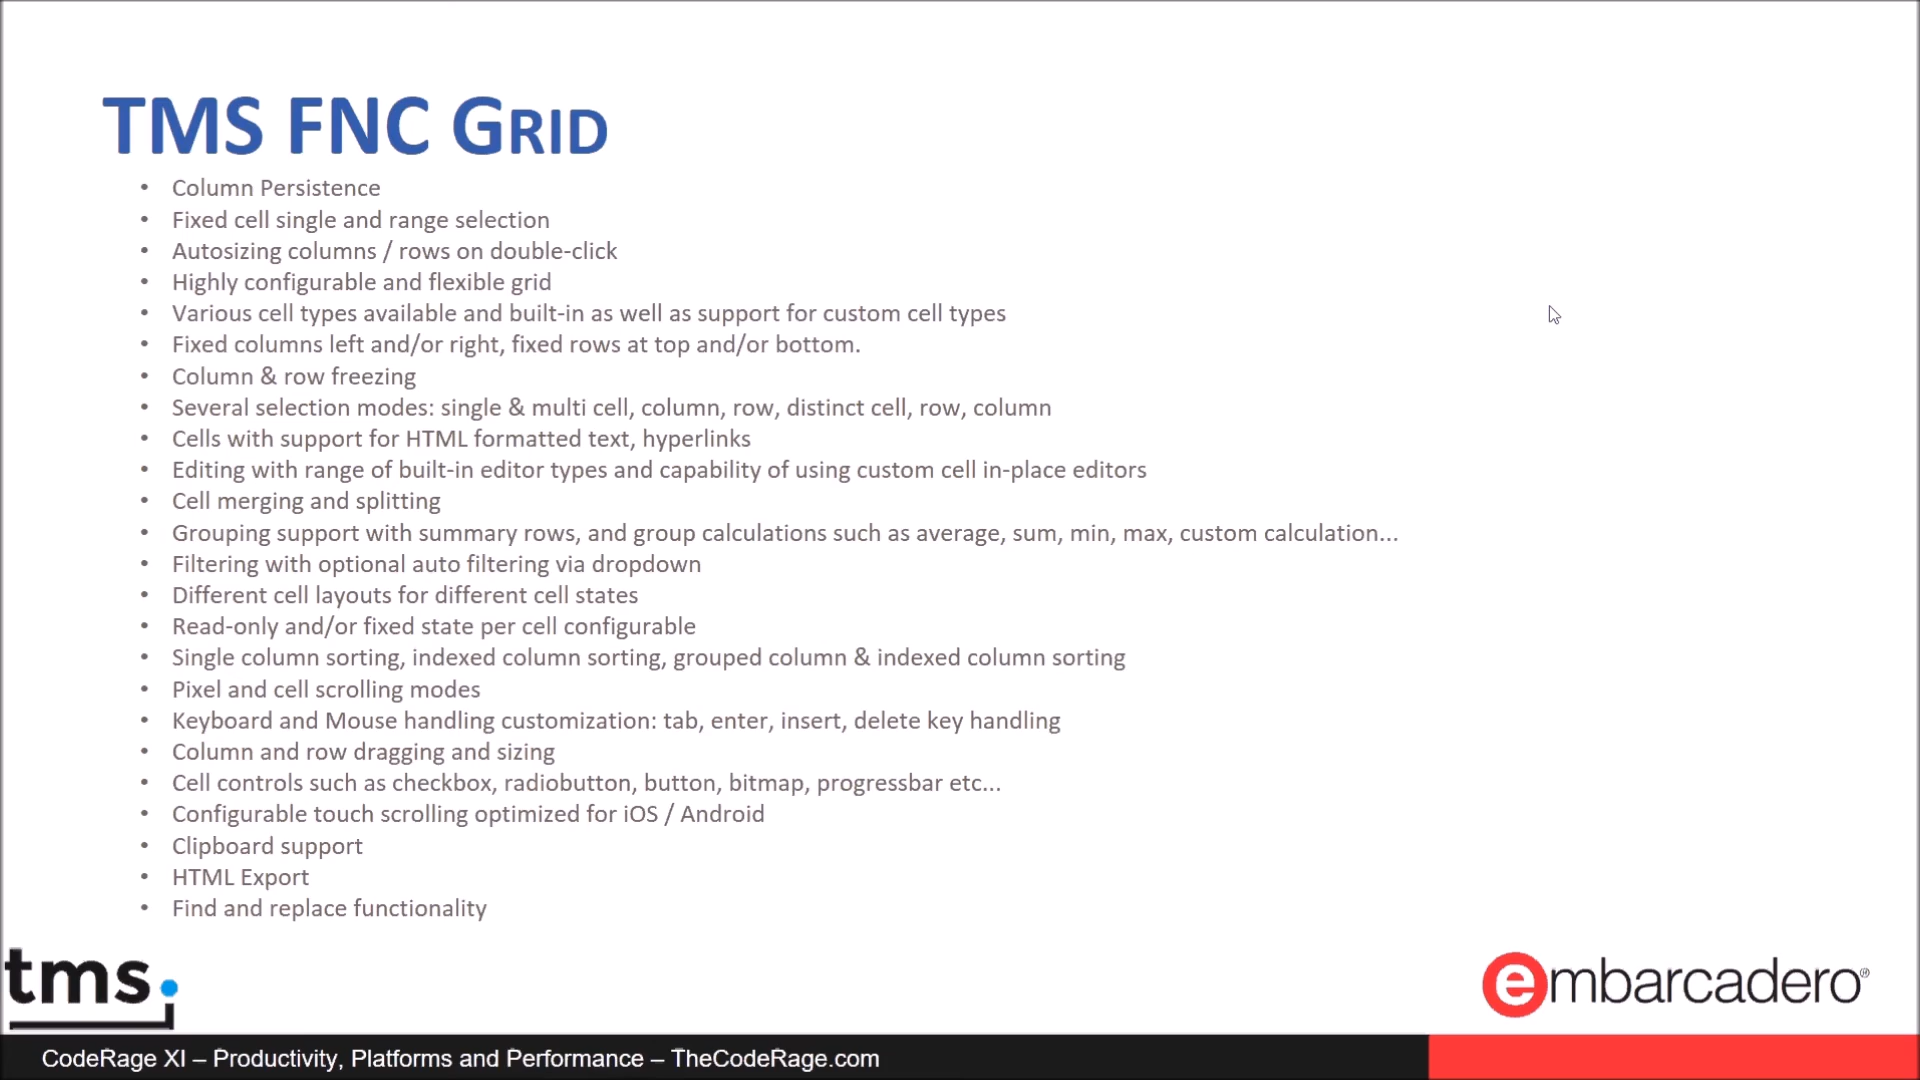 TMS FNC GRID
• Column Persistence
• Fixed cell single and range selection
• Autosizing columns / rows on double-click
• Highly configurable and flexible grid
• Various cell types available and built-in as well as support for custom cell types
• Fixed columns left and/or right, fixed rows at top and/or bottom.
• Column & row freezing
• Several selection modes: single & multi cell, column, row, distinct cell, row, column
• Cells with support for HTML formatted text, hyperlinks
• Editing with range of built-in editor types and capability of using custom cell in-place editors
• Cell merging and splitting
• Grouping support with summary rows, and group calculations such as average, sum, min, max, custom calculation...
• Filtering with optional auto filtering via dropdown
• Different cell layouts for different cell states
• Read-only and/or fixed state per cell configurable
• Single column sorting, indexed column sorting, grouped column & indexed column sorting
• Pixel and cell scrolling modes
• Keyboard and Mouse handling customization: tab, enter, insert, delete key handling
• Column and row dragging and sizing
• Cell controls such as checkbox, radiobutton, button, bitmap, progressbar etc...
• Configurable touch scrolling optimized for iOS / Android
• Clipboard support
• HTML Export
• Find and replace functionality
tms.
embarcadero®
CodeRage XI – Productivity, Platforms and Performance – TheCodeRage.com